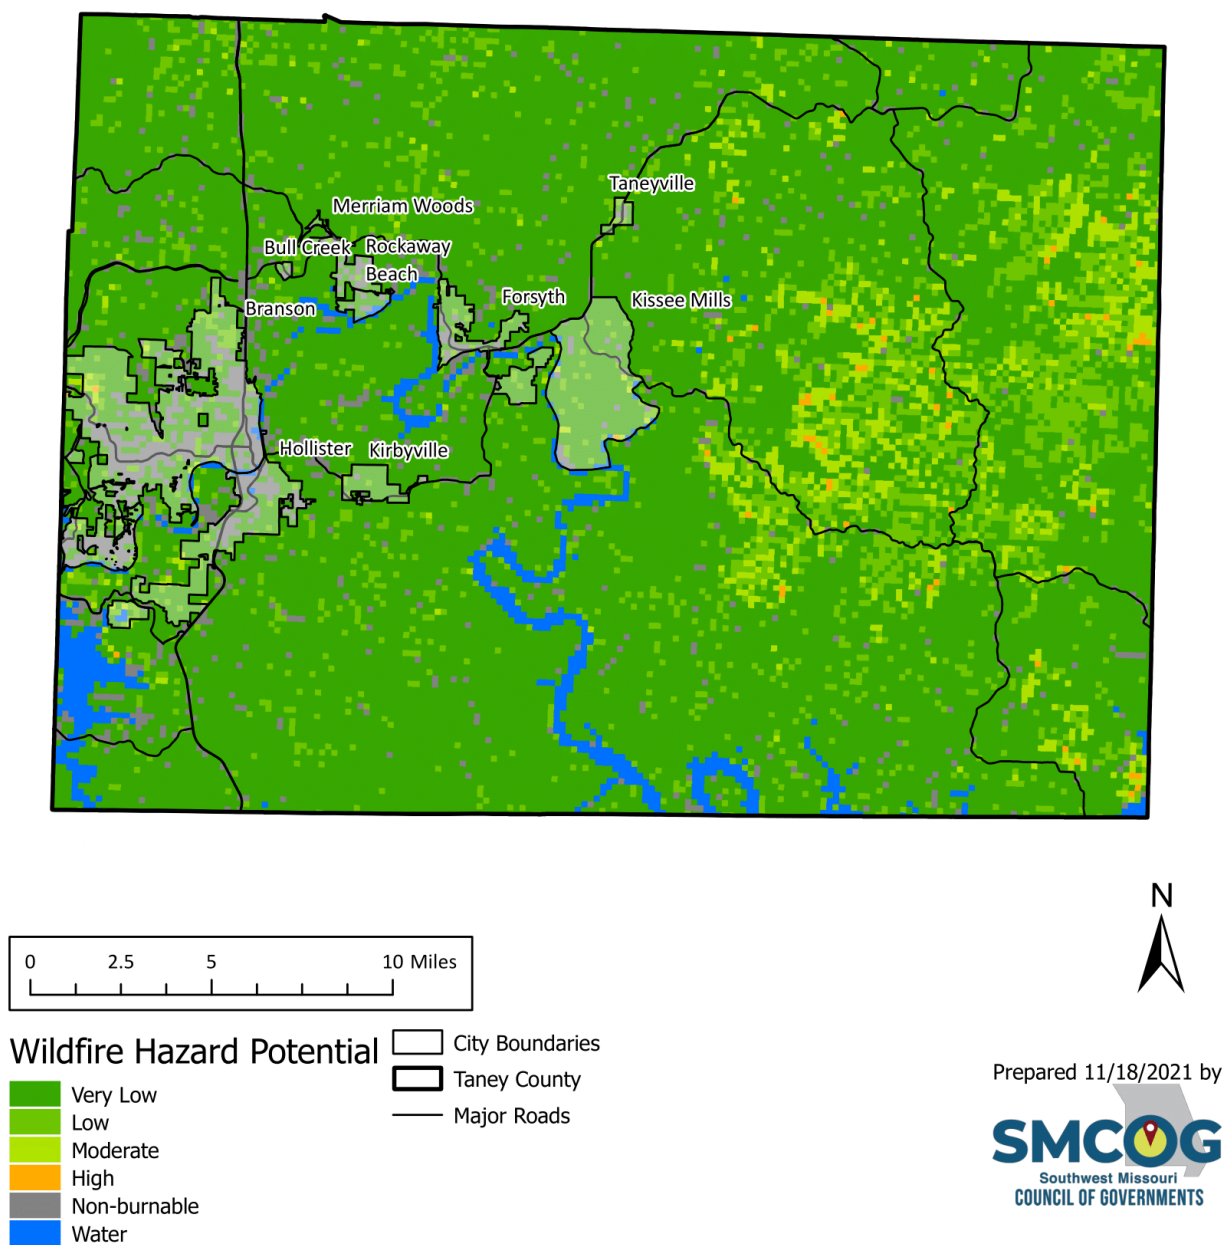 Taneyville
Merriam Woods
Bull Creek
Rockaway
Beach
Branson
Forsyth
Kissee Mills
Hollister
Kirbyville
N
0 2.5 5 10 Miles
Wildfire Hazard Potential
Very Low
Low
Moderate
High
Non-burnable
Water
City Boundaries
Taney County
Major Roads
Prepared 11/18/2021 by
SMCOG
Southwest Missouri
COUNCIL OF GOVERNMENTS